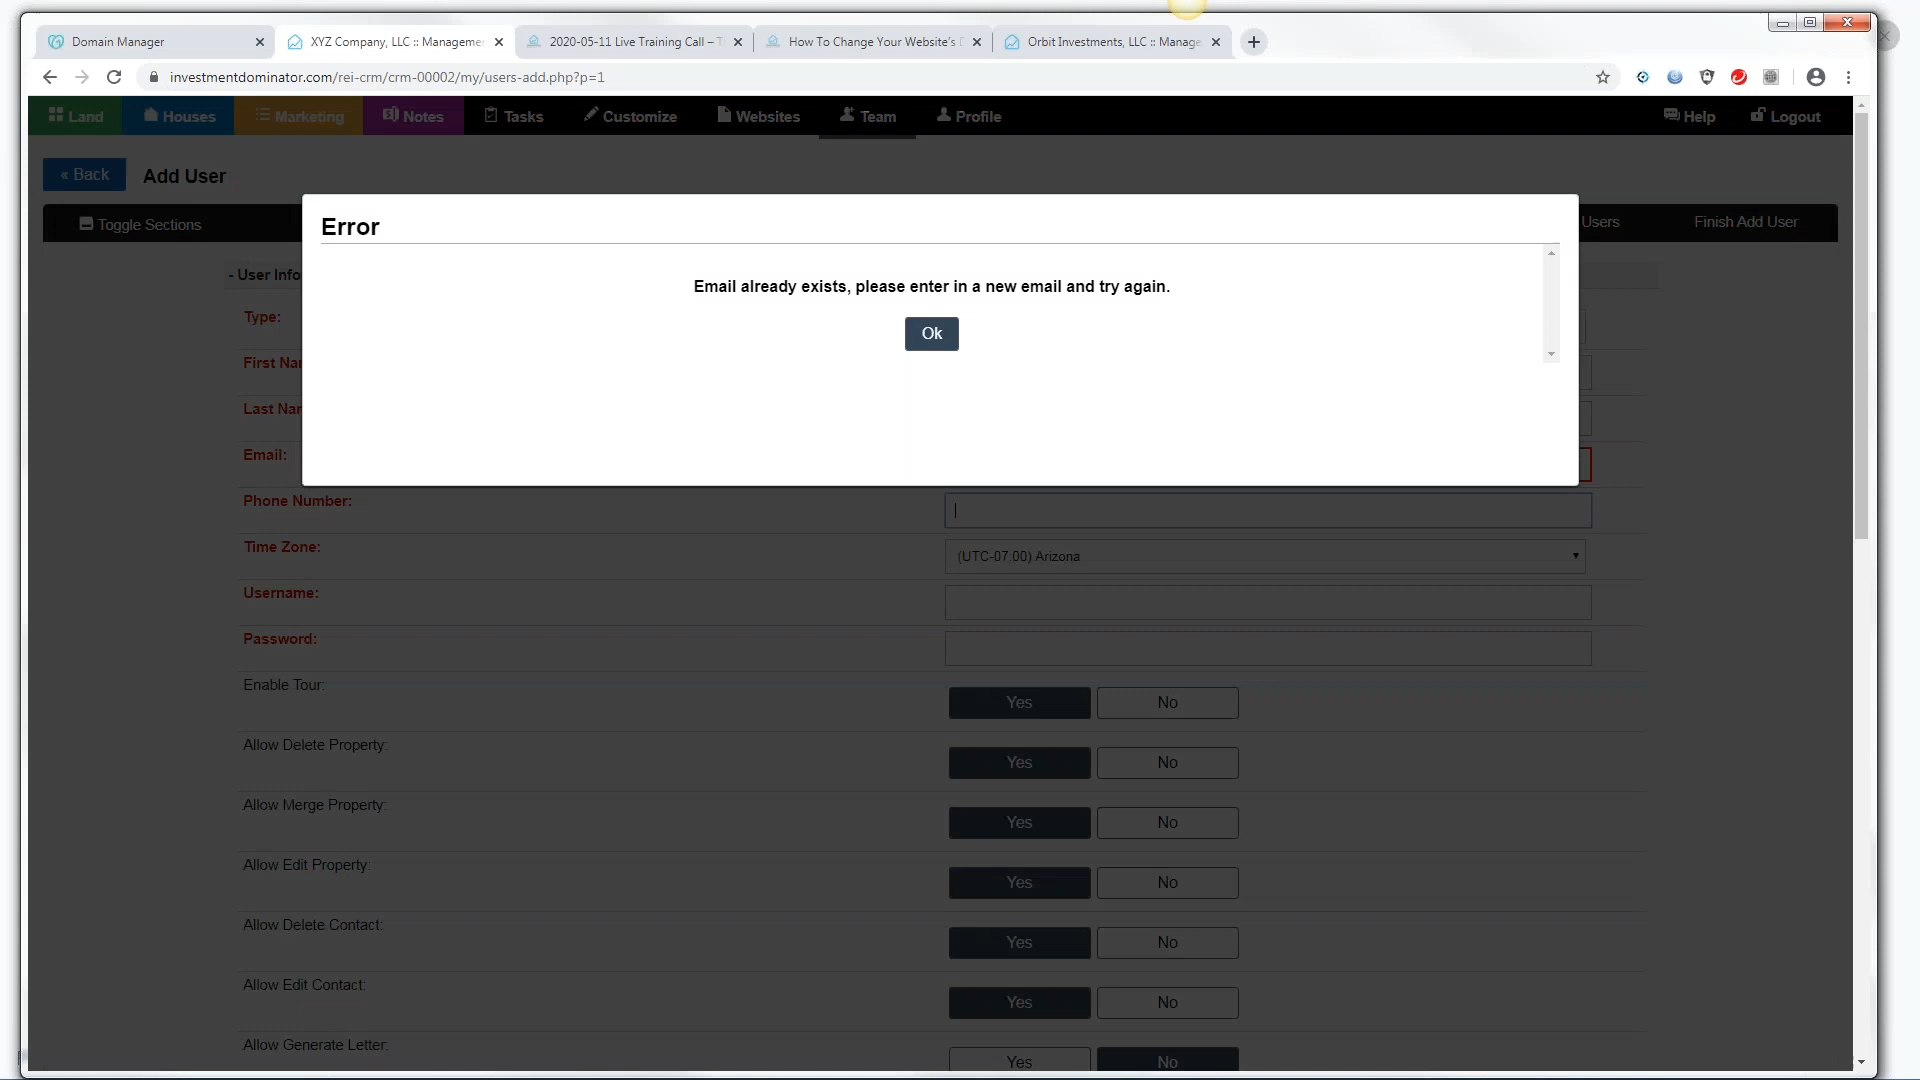 Domain Manager
XYZ Company, LLC :: Manageme
2020-05-11 Live Training Call –
How To Change Your Website's
Orbit Investments, LLC :: Manage
investmentdominator.com/rei-crm/crm-00002/my/users-add.php?p=1
Land
Houses
Marketing
Notes
Tasks
Customize
Websites
Team
Profile
Help
Logout
« Back
Add User
Toggle Sections
Users
Finish Add User
Error
Email already exists, please enter in a new email and try again.
Ok
- User Info
Type:
First Nar
Last Nar
Email:
Phone Number:
Time Zone:
(UTC-07:00) Arizona
Username:
Password:
Enable Tour:
Yes
No
Allow Delete Property:
Yes
No
Allow Merge Property:
Yes
No
Allow Edit Property
Yes
No
Allow Delete Contact:
Yes
No
Allow Edit Contact:
Yes
No
Allow Generate Letter:
Yes
No